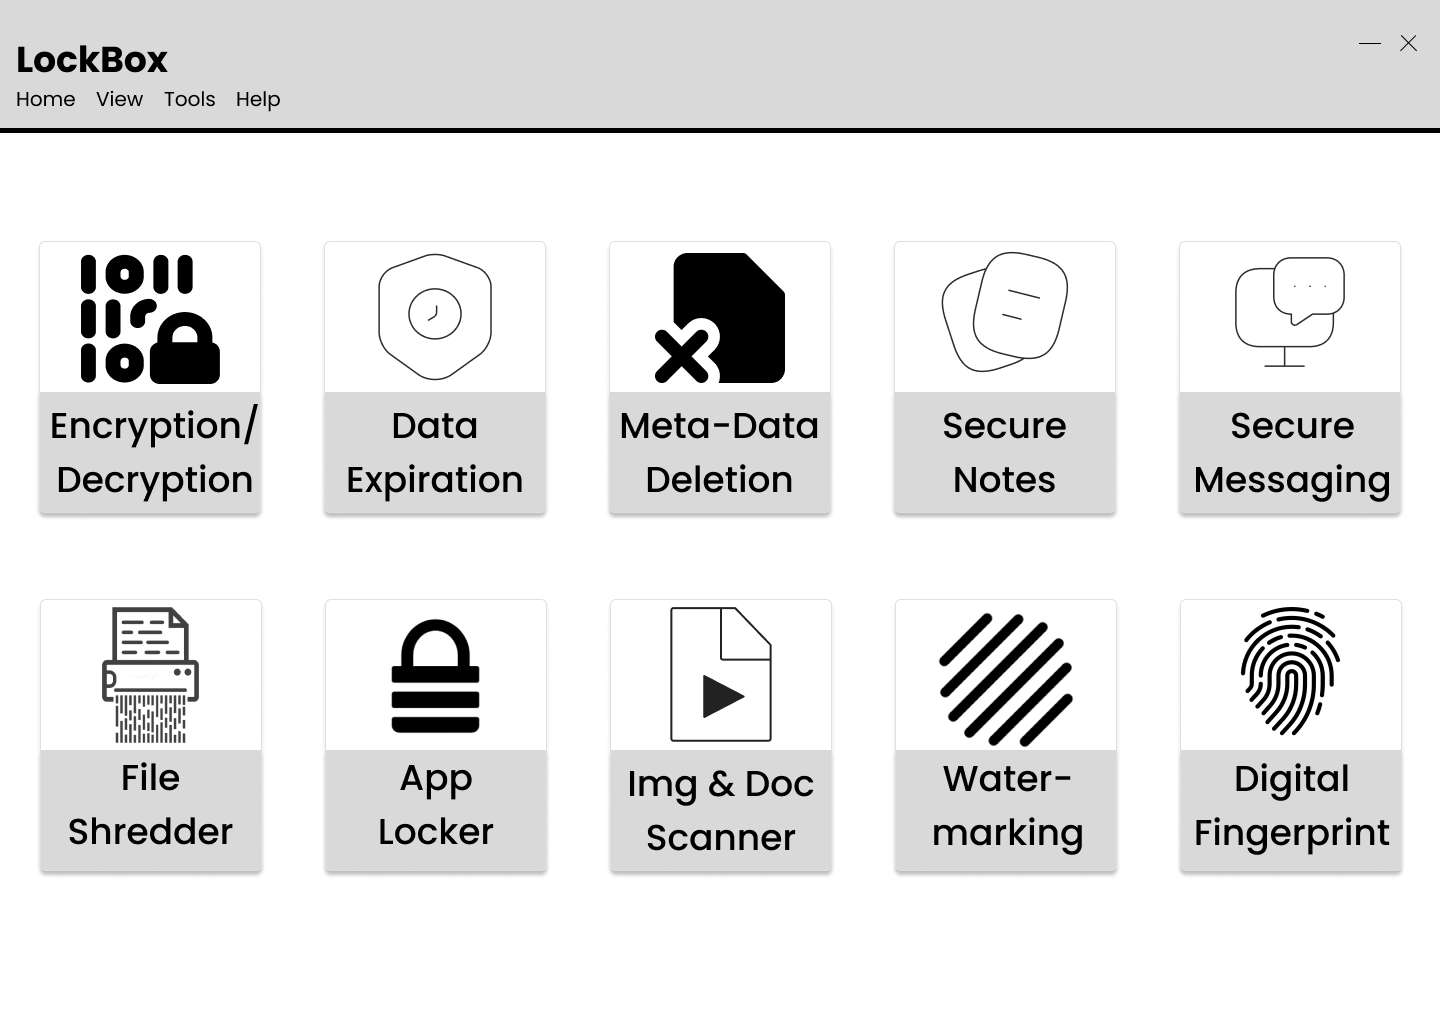 LockBox
Home View Tools Help
Encryption/
Decryption
Data
Expiration
Meta-Data
Deletion
Secure
Notes
Secure
Messaging
File
Shredder
App
Locker
Img & Doc
Scanner
Water-
marking
Digital
Fingerprint